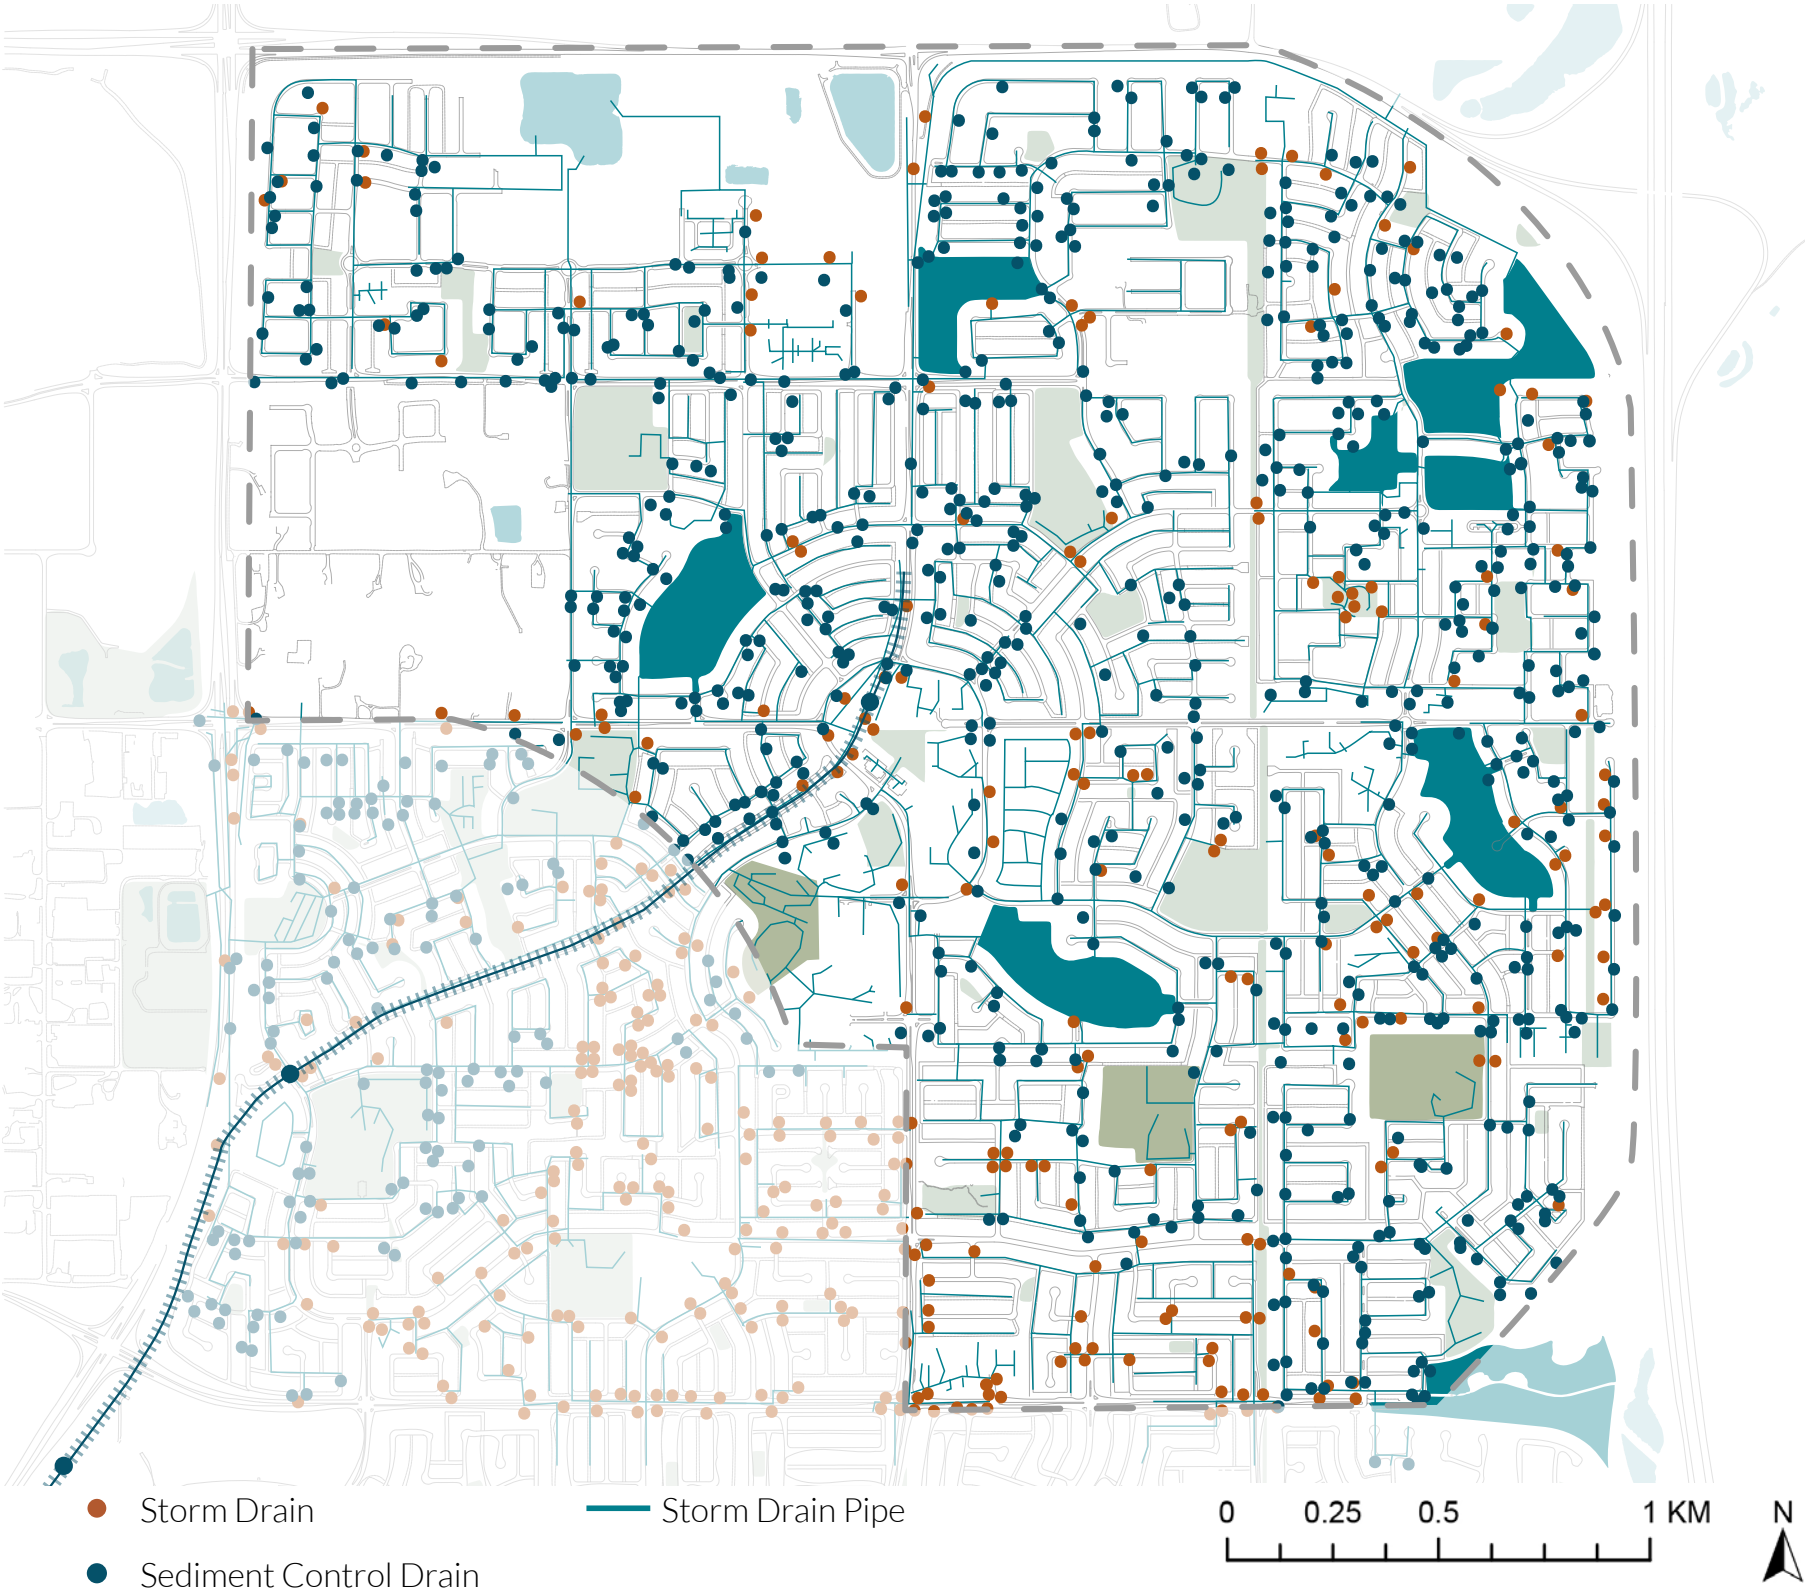 Storm Drain
Storm Drain Pipe
Sediment Control Drain
0 0.25 0.5 1 KM
N